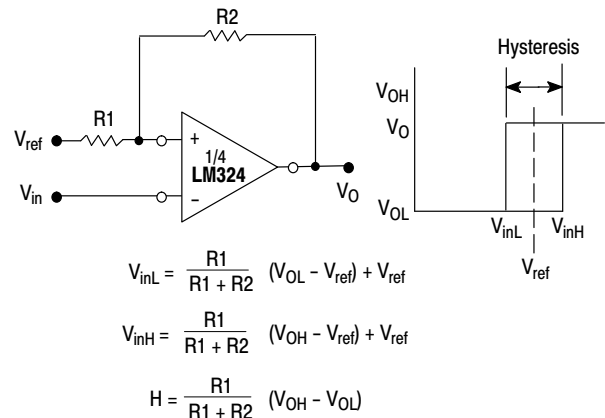 R2
Hysteresis
R1
V_OH
V_ref
+
1/4
LM324
V_O
V_in
−
V_O
V_OL
V_inL
V_inH
V_ref
V_inL = R1 / (R1 + R2) (V_OL – V_ref) + V_ref
V_inH = R1 / (R1 + R2) (V_OH – V_ref) + V_ref
H = R1 / (R1 + R2) (V_OH – V_OL)